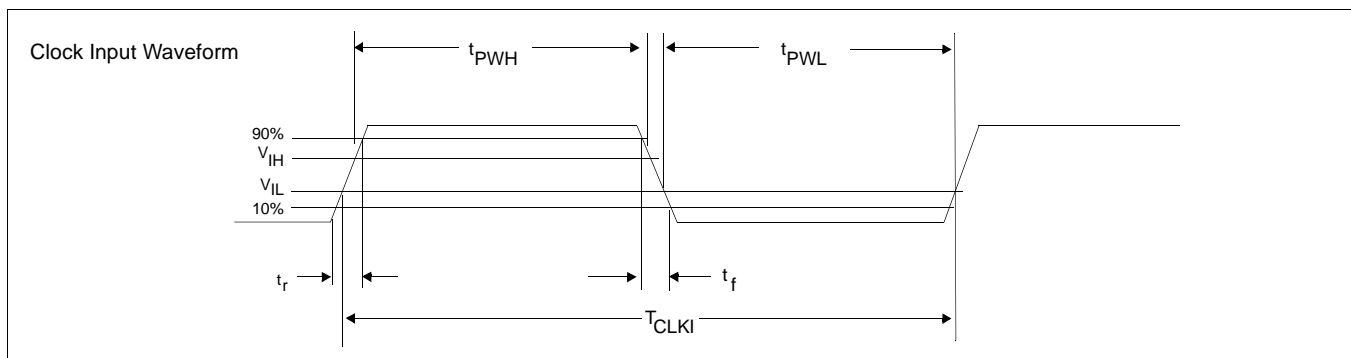 Clock Input Waveform
tPWH
tPWL
90%
VIH
VIL
10%
tr
tf
TCLKI